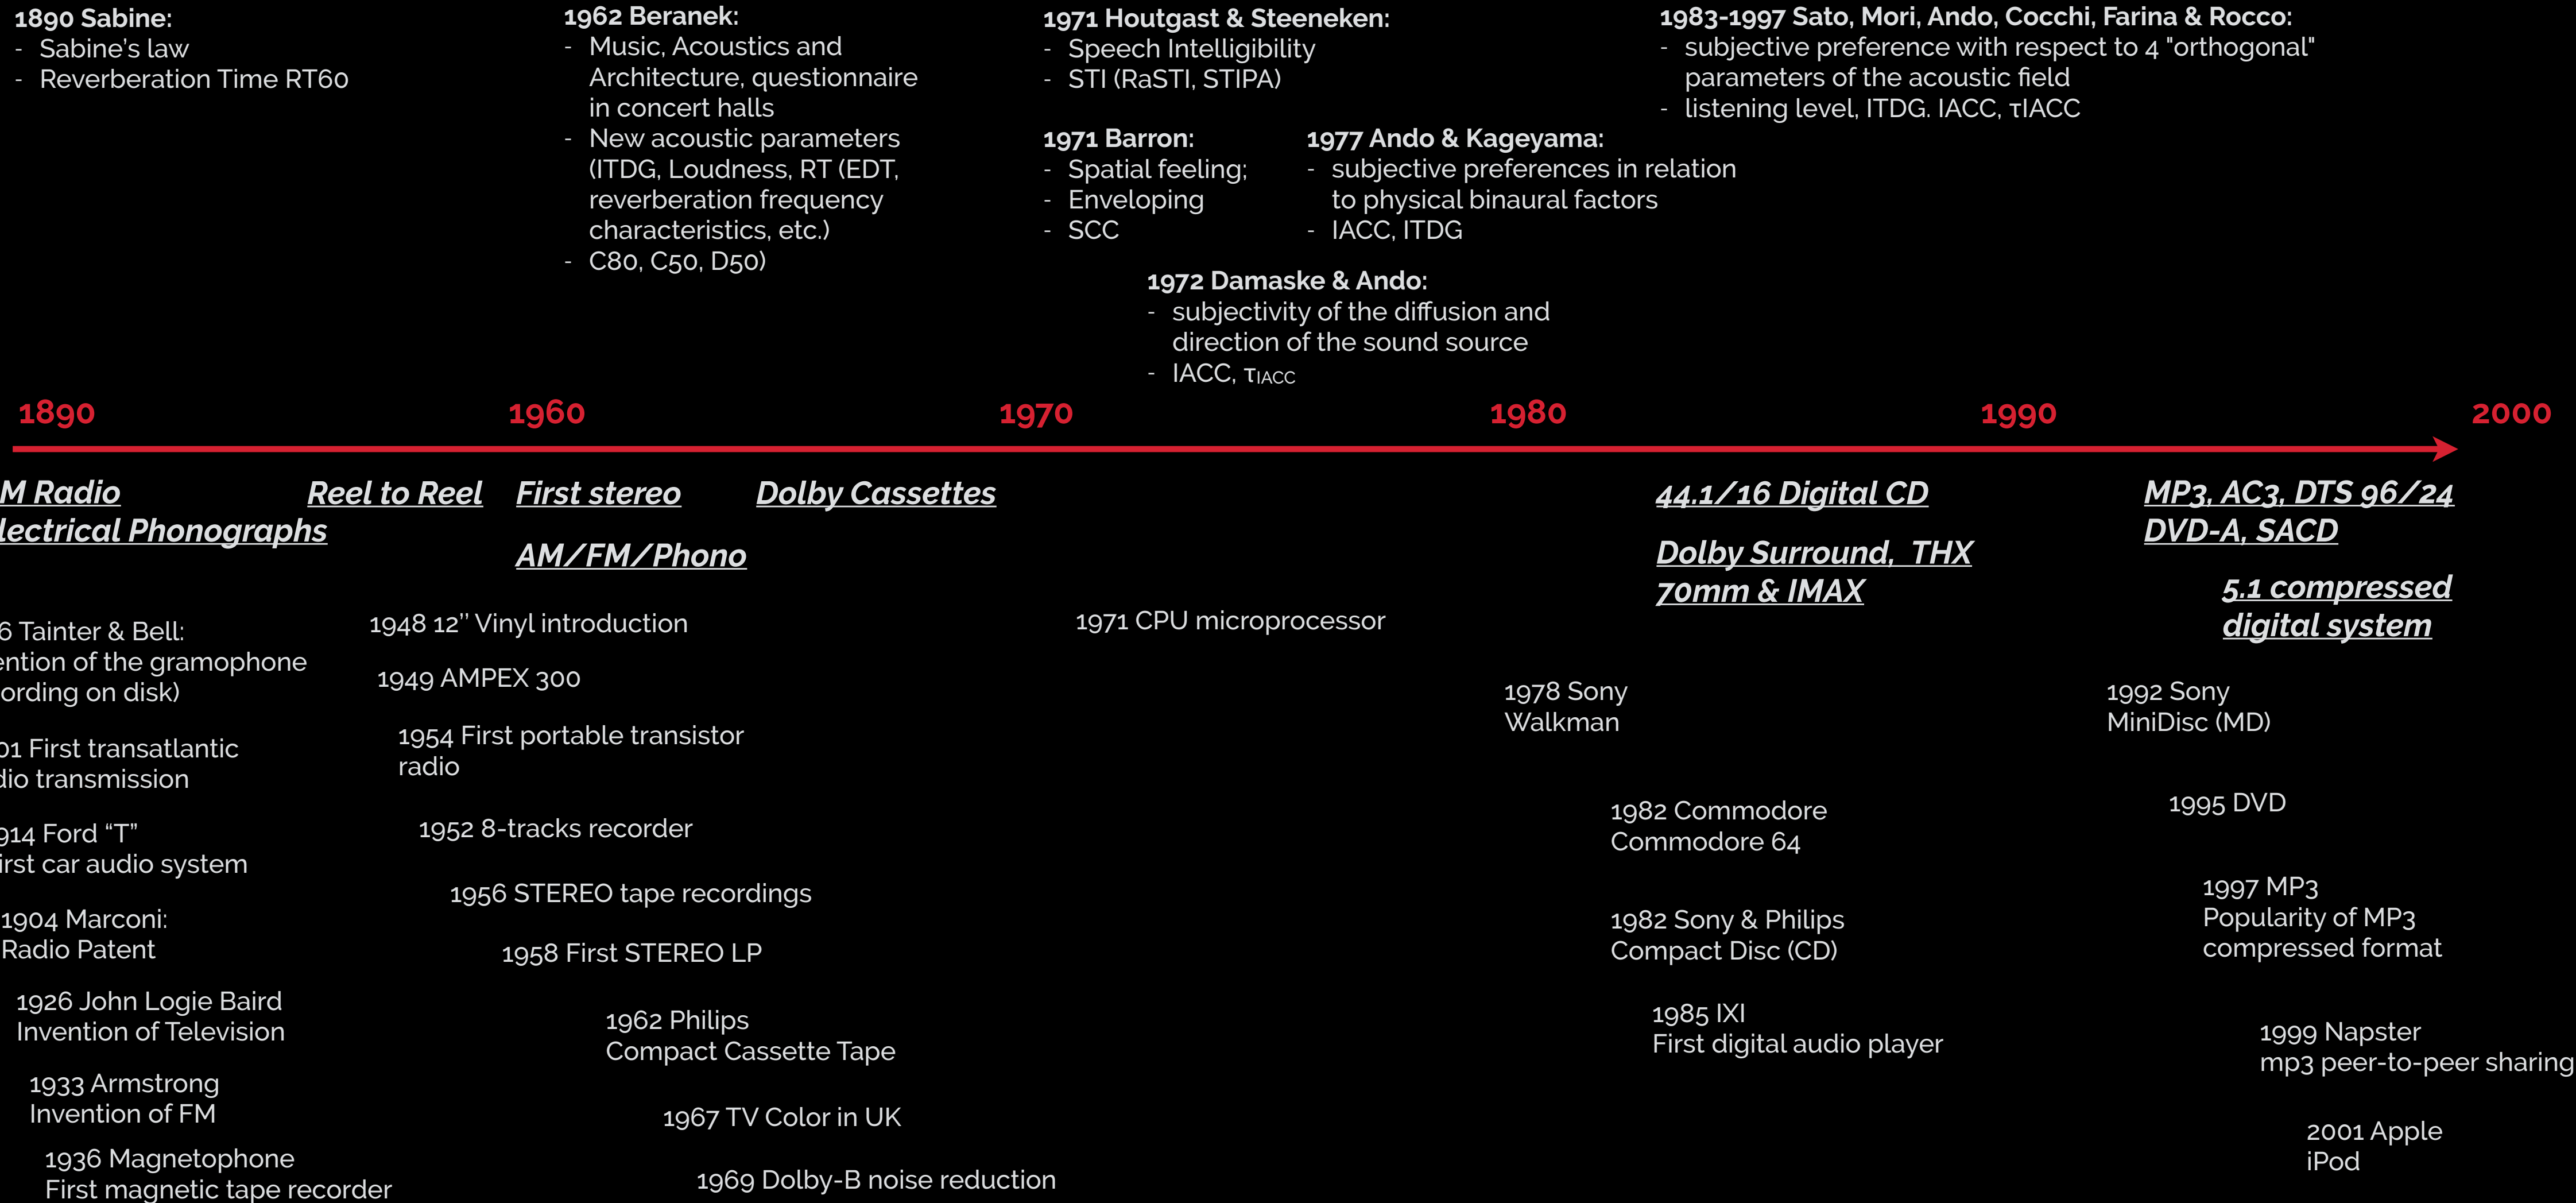 1890 Sabine:
- Sabine's law
- Reverberation Time RT60
1962 Beranek:
- Music, Acoustics and
Architecture, questionnaire
in concert halls
- New acoustic parameters
(ITDG, Loudness, RT (EDT,
reverberation frequency
characteristics, etc.)
- C80, C50, D50)
1971 Houtgast & Steeneken:
- Speech Intelligibility
- STI (RaSTI, STIPA)
1971 Barron:
- Spatial feeling;
- Enveloping
- SCC
1977 Ando & Kageyama:
- subjective preferences in relation
to physical binaural factors
- IACC, ITDG
1972 Damaske & Ando:
- subjectivity of the diffusion and
direction of the sound source
- IACC, τIACC
1983-1997 Sato, Mori, Ando, Cocchi, Farina & Rocco:
- subjective preference with respect to 4 "orthogonal"
parameters of the acoustic field
- listening level, ITDG. IACC, τIACC
1890 1960 1970 1980 1990 2000
M Radio
lectrical Phonographs
Reel to Reel
First stereo
AM/FM/Phono
Dolby Cassettes
44.1/16 Digital CD
Dolby Surround, THX
70mm & IMAX
MP3, AC3, DTS 96/24
DVD-A, SACD
5.1 compressed
digital system
6 Tainter & Bell:
ention of the gramophone
ording on disk)
01 First transatlantic
dio transmission
914 Ford “T”
irst car audio system
1904 Marconi:
Radio Patent
1926 John Logie Baird
Invention of Television
1933 Armstrong
Invention of FM
1936 Magnetophone
First magnetic tape recorder
1948 12’’ Vinyl introduction
1949 AMPEX 300
1954 First portable transistor
radio
1952 8-tracks recorder
1956 STEREO tape recordings
1958 First STEREO LP
1962 Philips
Compact Cassette Tape
1967 TV Color in UK
1969 Dolby-B noise reduction
1971 CPU microprocessor
1978 Sony
Walkman
1982 Commodore
Commodore 64
1982 Sony & Philips
Compact Disc (CD)
1985 IXI
First digital audio player
1992 Sony
MiniDisc (MD)
1995 DVD
1997 MP3
Popularity of MP3
compressed format
1999 Napster
mp3 peer-to-peer sharing
2001 Apple
iPod